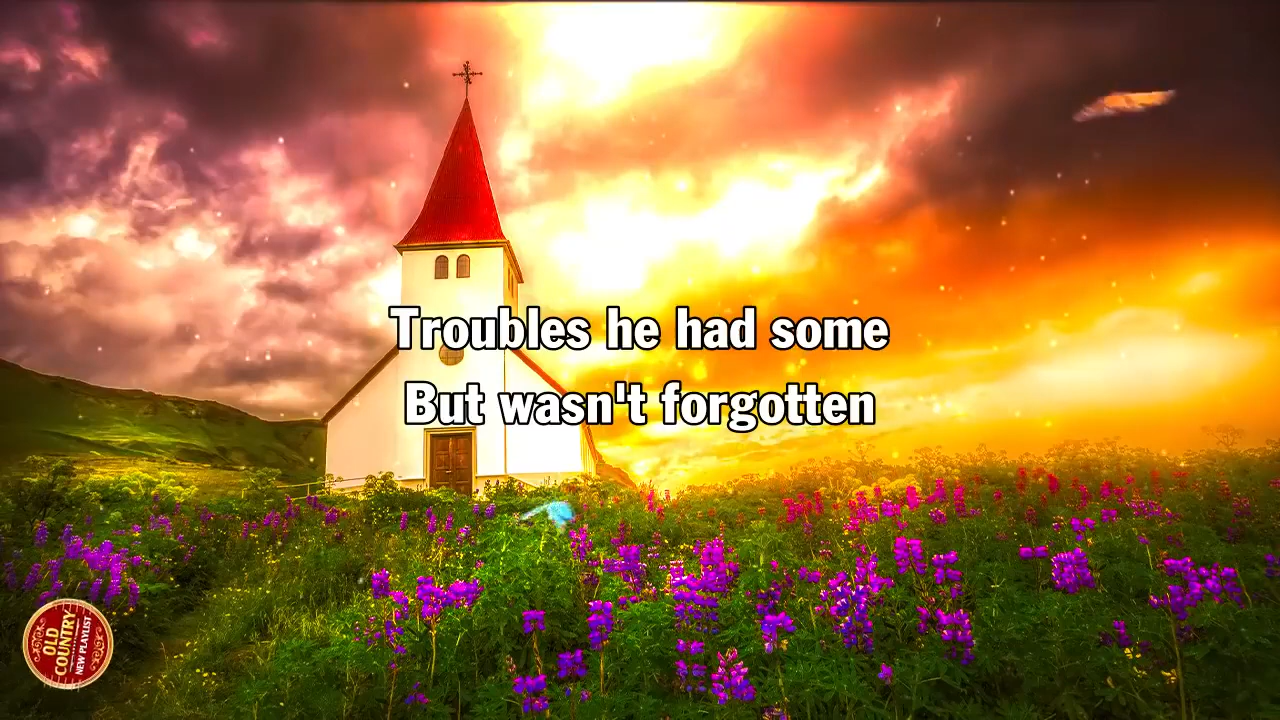 Troubles he had some
But wasn't forgotten
OLD
COUNTRY
NEW PLAYLIST